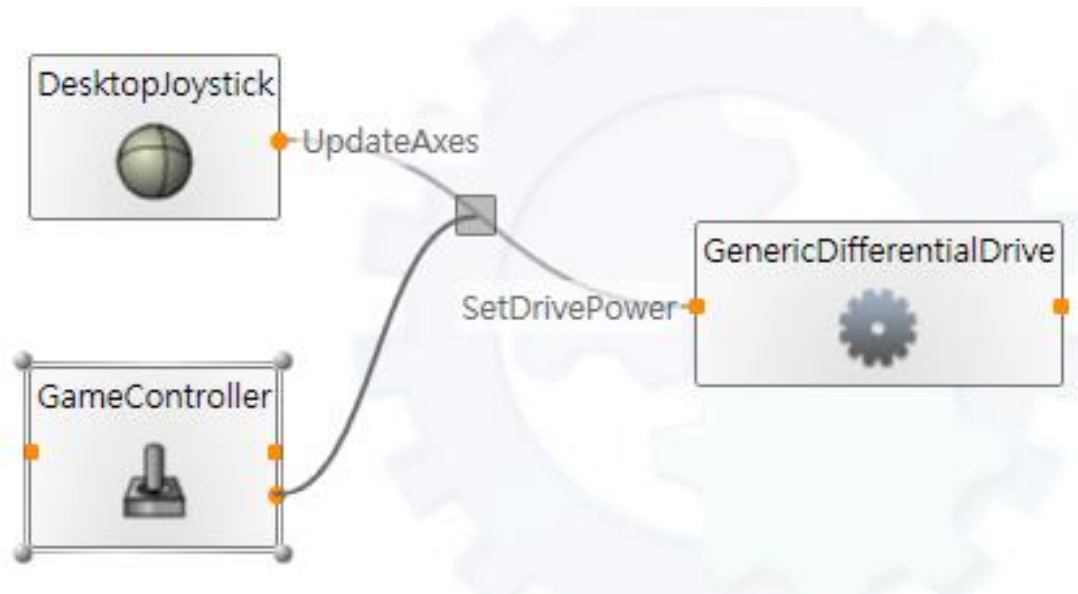 DesktopJoystick
UpdateAxes
GenericDifferentialDrive
SetDrivePower
GameController